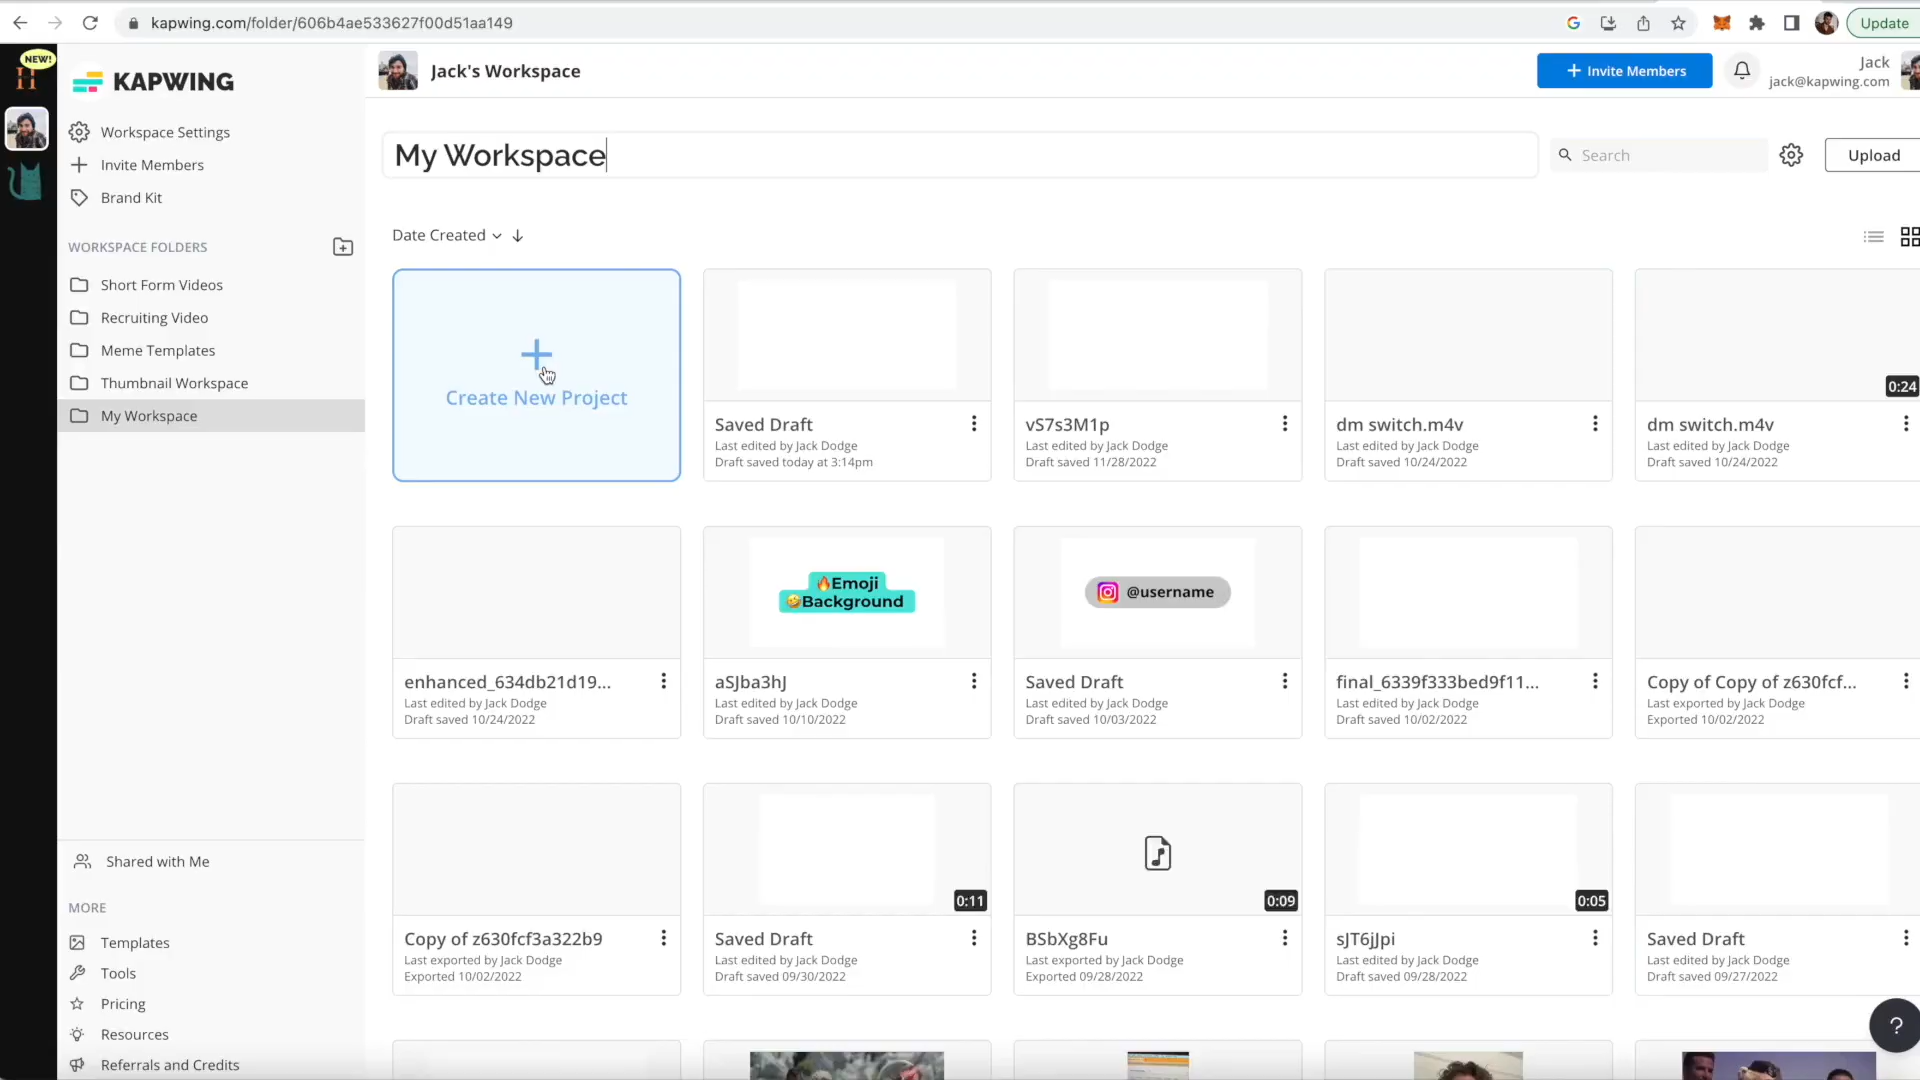 kapwing.com/folder/606b4ae533627f00d51aa149
Update
NEW!
H
KAPWING
Jack's Workspace
Invite Members
Jack
jack@kapwing.com
Workspace Settings
Invite Members
Brand Kit
My Workspace
Search
Upload
WORKSPACE FOLDERS
Short Form Videos
Recruiting Video
Meme Templates
Thumbnail Workspace
My Workspace
Date Created
Create New Project
Saved Draft
Last edited by Jack Dodge
Draft saved today at 3:14pm
vS7s3M1p
Last edited by Jack Dodge
Draft saved 11/28/2022
dm switch.m4v
Last edited by Jack Dodge
Draft saved 10/24/2022
0:24
dm switch.m4v
Last edited by Jack Dodge
Draft saved 10/24/2022
enhanced_634db21d19...
Last edited by Jack Dodge
Draft saved 10/24/2022
🔥Emoji
🤣Background
aSJba3hJ
Last edited by Jack Dodge
Draft saved 10/10/2022
@username
Saved Draft
Last edited by Jack Dodge
Draft saved 10/03/2022
final_6339f333bed9f11...
Last edited by Jack Dodge
Draft saved 10/02/2022
Copy of Copy of z630fcf...
Last exported by Jack Dodge
Exported 10/02/2022
Copy of z630fcf3a322b9
Last exported by Jack Dodge
Exported 10/02/2022
0:11
Saved Draft
Last edited by Jack Dodge
Draft saved 09/30/2022
0:09
BSbXg8Fu
Last exported by Jack Dodge
Exported 09/28/2022
0:05
sJT6jJpi
Last edited by Jack Dodge
Draft saved 09/28/2022
Saved Draft
Last edited by Jack Dodge
Draft saved 09/27/2022
Shared with Me
MORE
Templates
Tools
Pricing
Resources
Referrals and Credits
?